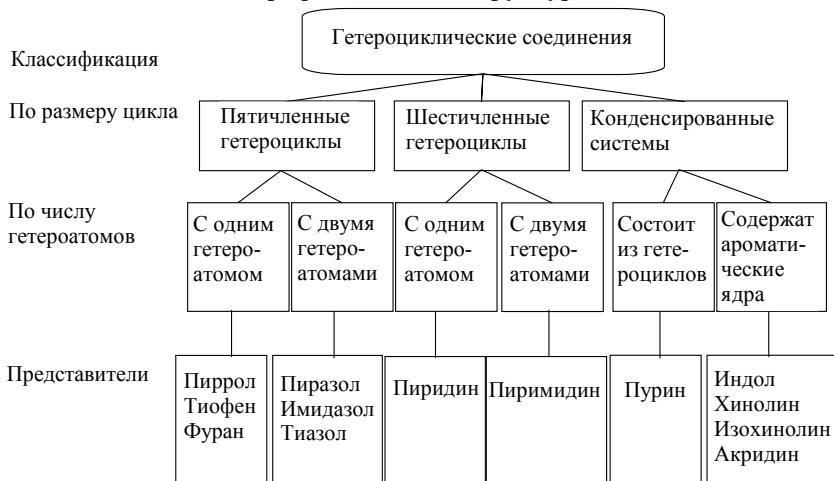 Гетероциклические соединения
Классификация
По размеру цикла
Пятичленные
гетероциклы
Шестичленные
гетероциклы
Конденсированные
системы
По числу
гетероатомов
С одним
гетеро-
атомом
С двумя
гетеро-
атомами
С одним
гетеро-
атомом
С двумя
гетеро-
атомами
Состоит
из гете-
роциклов
Содержат
аромати-
ческие
ядра
Представители
Пиррол
Тиофен
Фуран
Пиразол
Имидазол
Тиазол
Пиридин
Пиримидин
Пурин
Индол
Хинолин
Изохинолин
Акридин